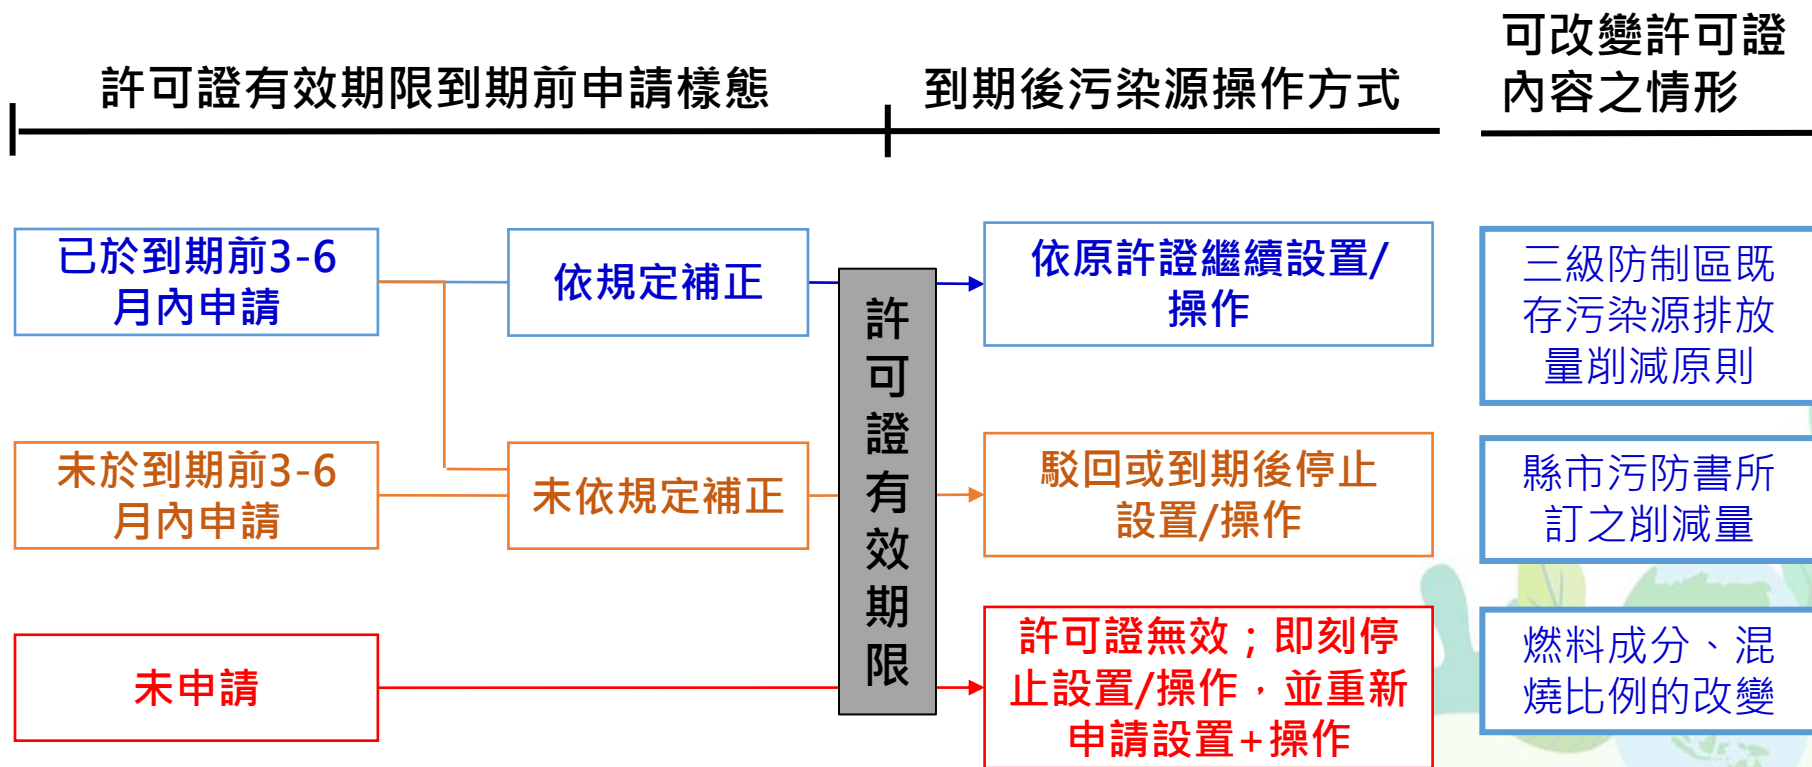 許可證有效期限到期前申請樣態
到期後污染源操作方式
可改變許可證
內容之情形
已於到期前3-6
月內申請
依規定補正
依原許證繼續設置/
操作
三級防制區既
存污染源排放
量削減原則
許
可
證
有
效
期
限
未於到期前3-6
月內申請
未依規定補正
駁回或到期後停止
設置/操作
縣市污防書所
訂之削減量
未申請
許可證無效；即刻停
止設置/操作，並重新
申請設置+操作
燃料成分、混
燒比例的改變